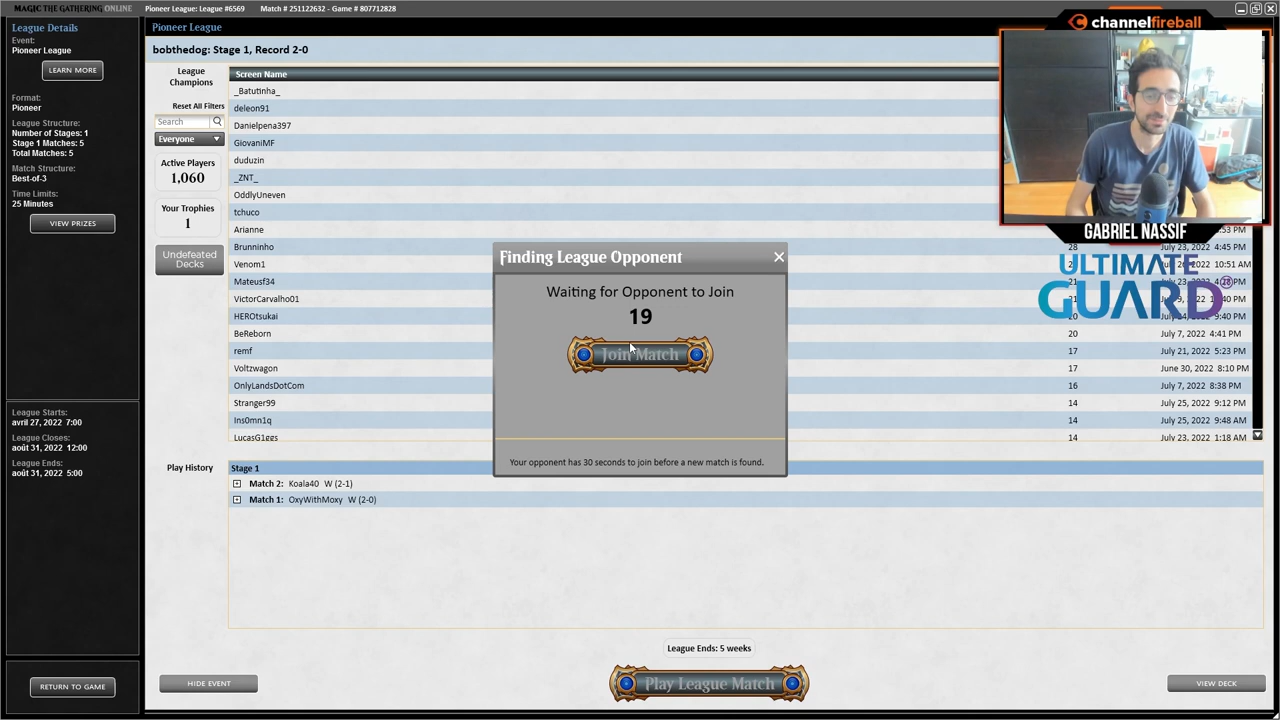 MAGIC THE GATHERING ONLINE
Pioneer League: League #6569
Match # 251122632 - Game # 807712828
League Details
Event:
Pioneer League
LEARN MORE
Format:
Pioneer
League Structure:
Number of Stages: 1
Stage 1 Matches: 5
Total Matches: 5
Match Structure:
Best-of-3
Time Limits:
25 Minutes
VIEW PRIZES
League Starts:
avril 27, 2022 7:00
League Closes:
août 31, 2022 12:00
League Ends:
août 31, 2022 5:00
RETURN TO GAME
Pioneer League
bobthedog: Stage 1, Record 2-0
League
Champions
Reset All Filters
Search
Everyone
Active Players
1,060
Your Trophies
1
Undefeated
Decks
Screen Name
_Batutinha_
deleon91
Danielpena397
GiovaniMF
duduzin
_ZNT_
OddlyUneven
tchuco
Arianne
Brunninho 28 July 23, 2022 4:45 PM
Venom1 10:51 AM
Mateusf34
VictorCarvalho01
HEROtsukai 9:40 PM
BeReborn 20 July 7, 2022 4:41 PM
remf 17 July 21, 2022 5:23 PM
Voltzwagon 17 June 30, 2022 8:10 PM
OnlyLandsDotCom 16 July 7, 2022 8:38 PM
Stranger99 14 July 25, 2022 9:12 PM
Ins0mn1q 14 July 25, 2022 9:48 AM
LucasG1ggs 14 July 23, 2022 1:18 AM
channelfireball
GABRIEL NASSIF
ULTIMATE
GUARD
Finding League Opponent
Waiting for Opponent to Join
19
Join Match
Your opponent has 30 seconds to join before a new match is found.
Play History
Stage 1
Match 2: Koala40 W (2-1)
Match 1: OxyWithMoxy W (2-0)
League Ends: 5 weeks
HIDE EVENT
Play League Match
VIEW DECK